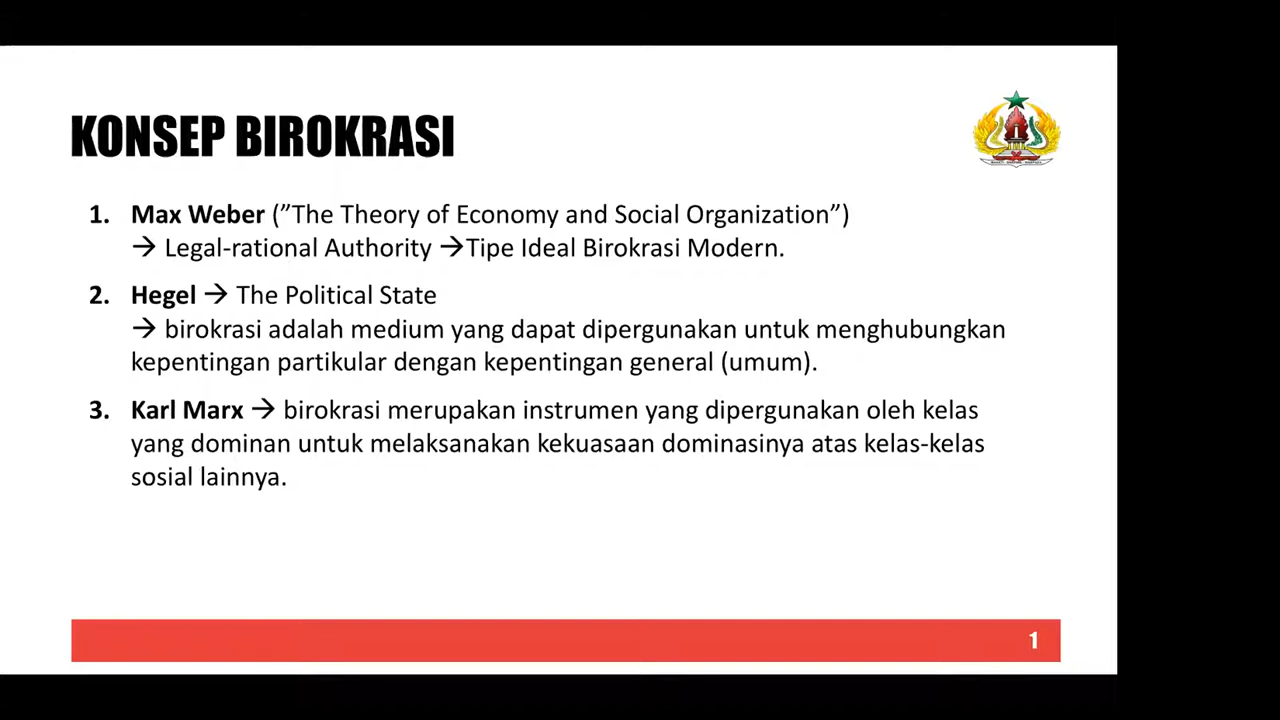 KONSEP BIROKRASI
1. Max Weber (”The Theory of Economy and Social Organization”)
→ Legal-rational Authority →Tipe Ideal Birokrasi Modern.
2. Hegel → The Political State
→ birokrasi adalah medium yang dapat dipergunakan untuk menghubungkan
kepentingan partikular dengan kepentingan general (umum).
3. Karl Marx → birokrasi merupakan instrumen yang dipergunakan oleh kelas
yang dominan untuk melaksanakan kekuasaan dominasinya atas kelas-kelas
sosial lainnya.
1